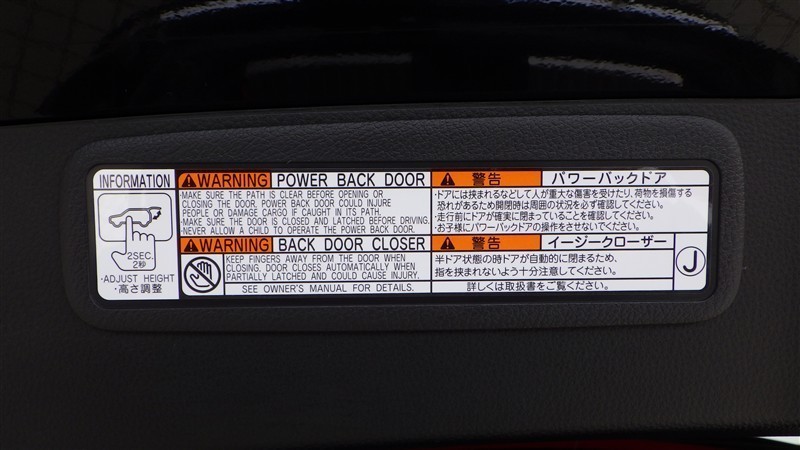 INFORMATION
2SEC.
2秒
·ADJUST HEIGHT
·高さ調整
WARNING POWER BACK DOOR
·MAKE SURE THE PATH IS CLEAR BEFORE OPENING OR
CLOSING THE DOOR. POWER BACK DOOR COULD INJURE
PEOPLE OR DAMAGE CARGO IF CAUGHT IN ITS PATH.
·MAKE SURE THE DOOR IS CLOSED AND LATCHED BEFORE DRIVING.
·NEVER ALLOW A CHILD TO OPERATE THE POWER BACK DOOR.
WARNING BACK DOOR CLOSER
KEEP FINGERS AWAY FROM THE DOOR WHEN
CLOSING. DOOR CLOSES AUTOMATICALLY WHEN
PARTIALLY LATCHED AND COULD CAUSE INJURY.
SEE OWNER'S MANUAL FOR DETAILS.
警告 パワーバックドア
·ドアには挟まれるなどして人が重大な傷害を受けたり、荷物を損傷する
恐れがあるため開閉時は周囲の状況を必ず確認してください。
·走行前にドアが確実に閉まっていることを確認してください。
·お子様にパワーバックドアの操作をさせないでください。
警告 イージークローザー
半ドア状態の時ドアが自動的に閉まるため、
指を挟まれないよう十分注意してください。
詳しくは取扱書をご覧ください。
J